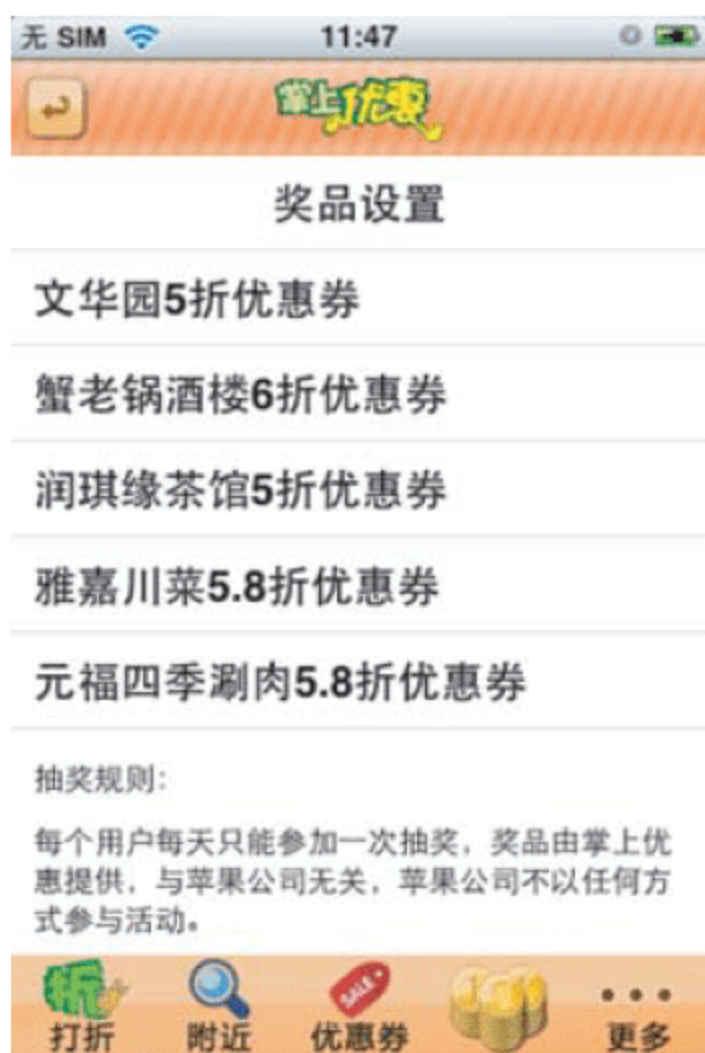 无 SIM 11:47
掌上优惠
奖品设置
文华园5折优惠券
蟹老锅酒楼6折优惠券
润琪缘茶馆5折优惠券
雅嘉川菜5.8折优惠券
元福四季涮肉5.8折优惠券
抽奖规则：
每个用户每天只能参加一次抽奖，奖品由掌上优
惠提供，与苹果公司无关，苹果公司不以任何方
式参与活动。
折 SALE
打折 附近 优惠券 更多